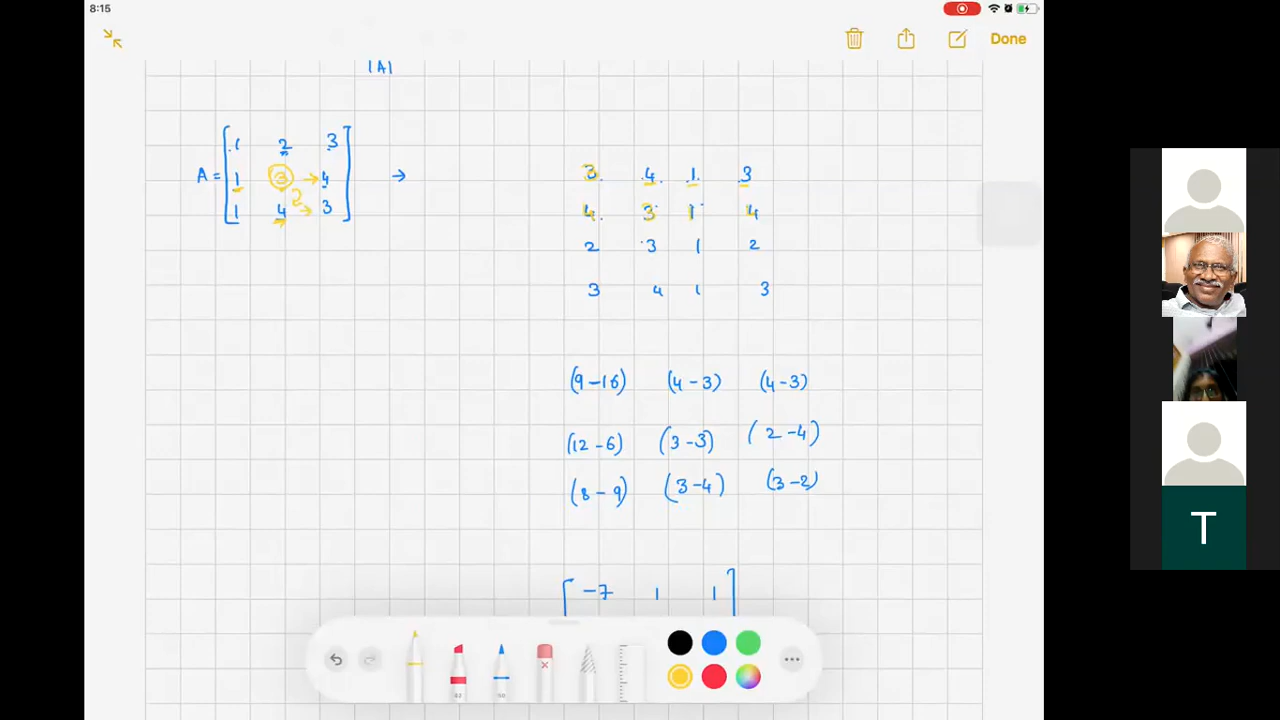 8:15
Done
|A|
A = [ 1 2 3
1 3 → 4 →
1 4 → 3 ]
3 4 1 3
4 3 1 4
2 3 1 2
3 4 1 3
(9-16) (4-3) (4-3)
(12-6) (3-3) (2-4)
(8-9) (3-4) (3-2)
[ -7 1 1 ]
T